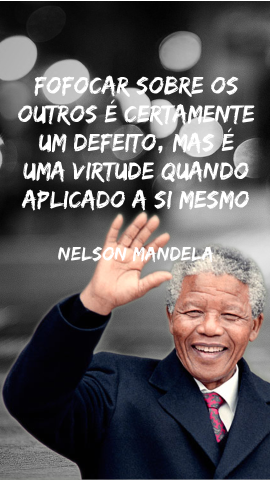 FOFOCAR SOBRE OS
OUTROS É CERTAMENTE
UM DEFEITO, MAS É
UMA VIRTUDE QUANDO
APLICADO A SI MESMO
NELSON MANDELA